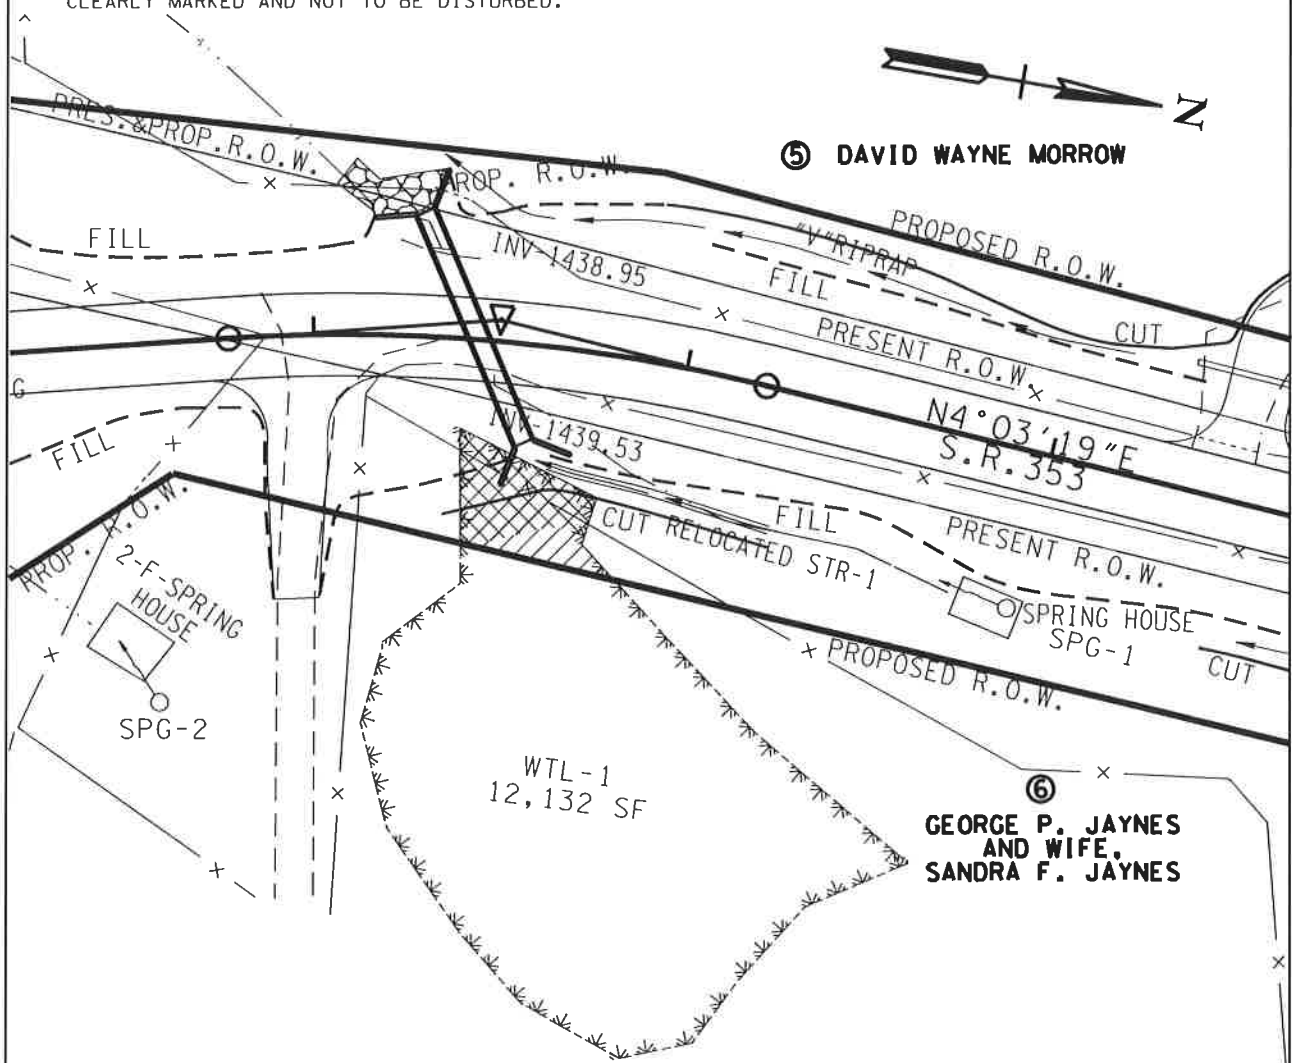 CLEARLY MARKED AND NOT TO BE DISTURBED.
N
⑤ DAVID WAYNE MORROW
PRES.&PROP.R.O.W.
PROP. R.O.W.
PROPOSED R.O.W.
FILL
INV-1438.95
"V"RIPRAP
FILL
CUT
PRESENT R.O.W.
N4°03'19"E
S.R.353
G
FILL
INV-1439.53
CUT RELOCATED STR-1
FILL
PRESENT R.O.W.
PROP. R.O.W.
2-F-SPRING
HOUSE
SPG-2
SPRING HOUSE
SPG-1
CUT
PROPOSED R.O.W.
WTL-1
12,132 SF
⑥
GEORGE P. JAYNES
AND WIFE,
SANDRA F. JAYNES